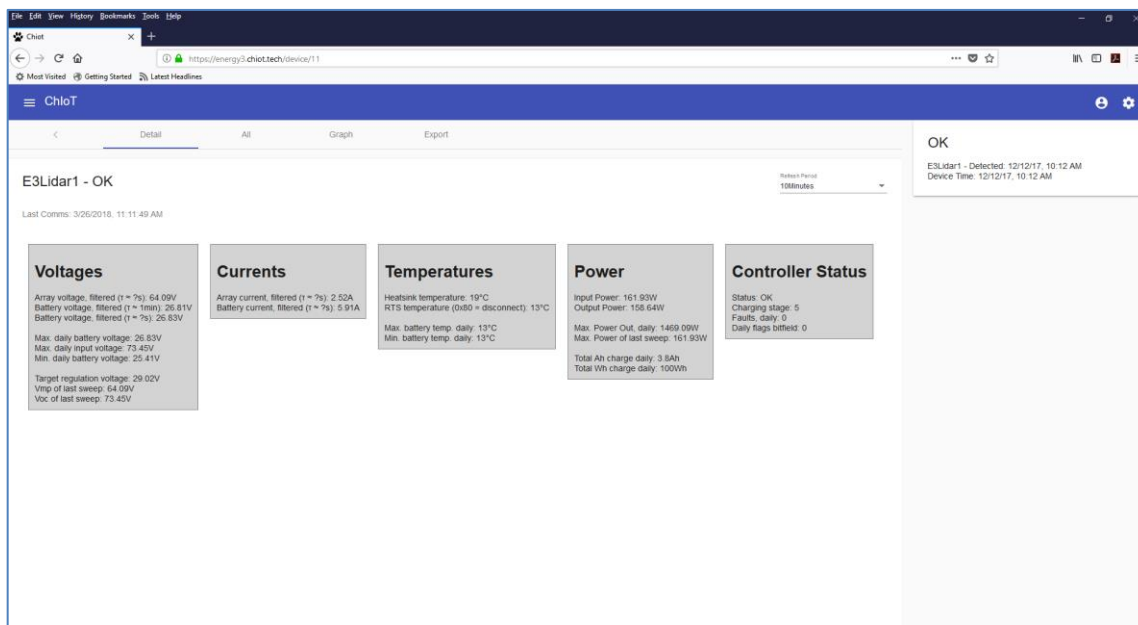 File Edit View History Bookmarks Tools Help
Chiot
https://energy3.chiot.tech/device/11
Most Visited Getting Started Latest Headlines
ChIoT
Detail All Graph Export
OK
E3Lidar1 - Detected: 12/12/17, 10:12 AM
Device Time: 12/12/17, 10:12 AM
E3Lidar1 - OK
Refresh Period
10Minutes
Last Comms: 3/26/2018, 11:11:49 AM
Voltages
Array voltage, filtered (τ ~ ?s): 64.09V
Battery voltage, filtered (τ ~ 1min): 26.81V
Battery voltage, filtered (τ ~ ?s): 26.83V
Max. daily battery voltage: 26.83V
Max. daily input voltage: 73.45V
Min. daily battery voltage: 25.41V
Target regulation voltage: 29.02V
Vmp of last sweep: 64.09V
Voc of last sweep: 73.45V
Currents
Array current, filtered (τ ~ ?s): 2.52A
Battery current, filtered (τ ~ ?s): 5.91A
Temperatures
Heatsink temperature: 19°C
RTS temperature (0x80 = disconnect): 13°C
Max. battery temp. daily: 13°C
Min. battery temp. daily: 13°C
Power
Input Power: 161.93W
Output Power: 158.64W
Max. Power Out, daily: 1469.09W
Max. Power of last sweep: 161.93W
Total Ah charge daily: 3.8Ah
Total Wh charge daily: 100Wh
Controller Status
Status: OK
Charging stage: 5
Faults, daily: 0
Daily flags bitfield: 0